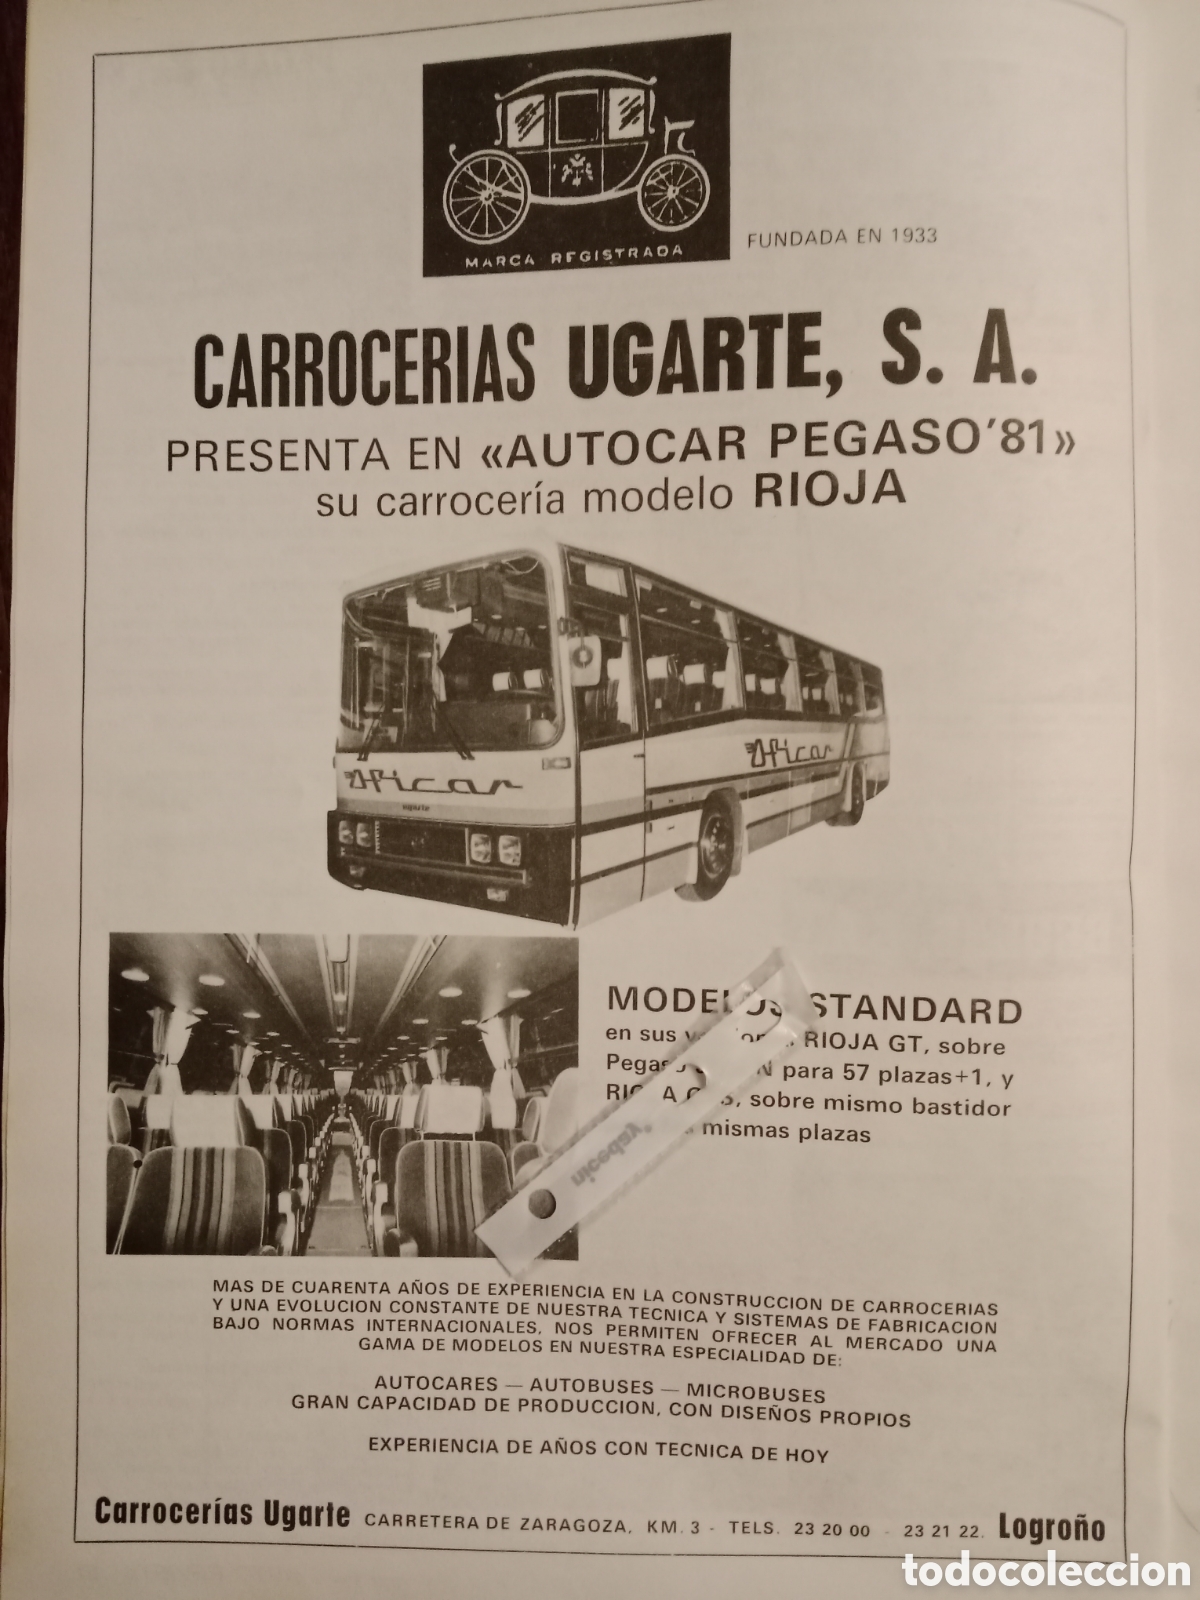 MARCA REGISTRADA
FUNDADA EN 1933
CARROCERIAS UGARTE, S. A.
PRESENTA EN «AUTOCAR PEGASO'81»
su carrocería modelo RIOJA
Aficar
Aficar
ugarte
MODELOS STANDARD
en sus RIOJA GT, sobre
para 57 plazas+1, y
sobre mismo bastidor
mismas plazas
niceday
MAS DE CUARENTA AÑOS DE EXPERIENCIA EN LA CONSTRUCCION DE CARROCERIAS
Y UNA EVOLUCION CONSTANTE DE NUESTRA TECNICA Y SISTEMAS DE FABRICACION
BAJO NORMAS INTERNACIONALES, NOS PERMITEN OFRECER AL MERCADO UNA
GAMA DE MODELOS EN NUESTRA ESPECIALIDAD DE:
AUTOCARES — AUTOBUSES — MICROBUSES
GRAN CAPACIDAD DE PRODUCCION, CON DISEÑOS PROPIOS
EXPERIENCIA DE AÑOS CON TECNICA DE HOY
Carrocerías Ugarte CARRETERA DE ZARAGOZA, KM. 3 - TELS. 23 20 00 - 23 21 22. Logroño
todocoleccion